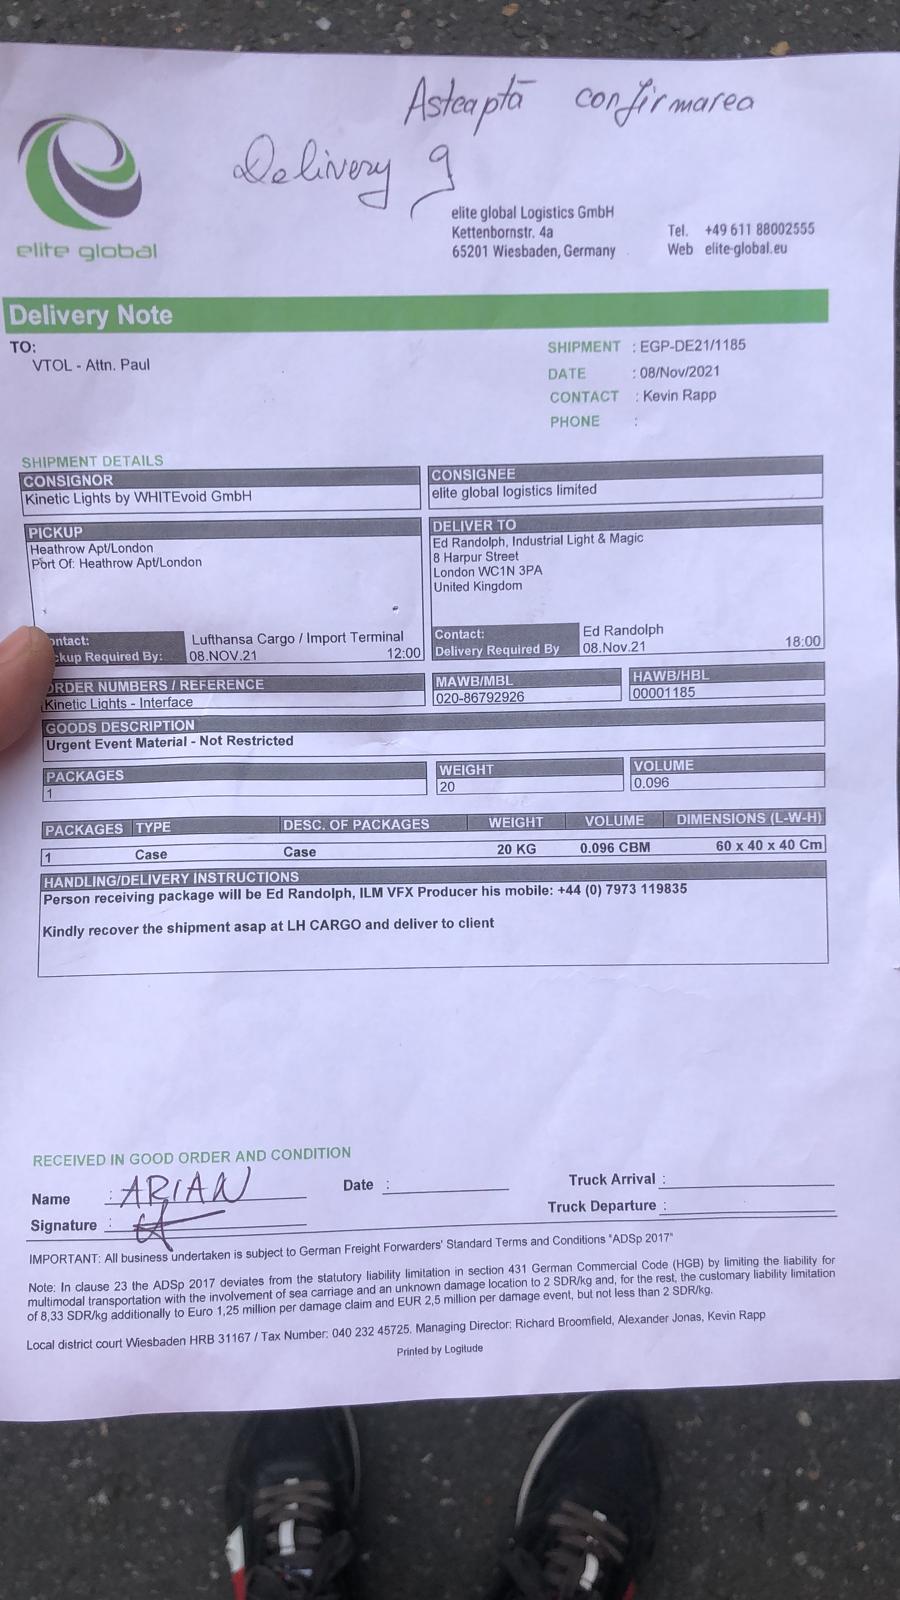 Asteaptă confirmarea
Delivery 9
elite global
elite global Logistics GmbH
Kettenbornstr. 4a
65201 Wiesbaden, Germany
Tel. +49 611 88002555
Web elite-global.eu
Delivery Note
TO:
VTOL - Attn. Paul
SHIPMENT : EGP-DE21/1185
DATE : 08/Nov/2021
CONTACT : Kevin Rapp
PHONE :
SHIPMENT DETAILS
CONSIGNOR
Kinetic Lights by WHITEvoid GmbH
CONSIGNEE
elite global logistics limited
PICKUP
Heathrow Apt/London
Port Of: Heathrow Apt/London
ontact: Lufthansa Cargo / Import Terminal
ckup Required By: 08.NOV.21 12:00
DELIVER TO
Ed Randolph, Industrial Light & Magic
8 Harpur Street
London WC1N 3PA
United Kingdom
Contact: Ed Randolph
Delivery Required By 08.Nov.21 18:00
ORDER NUMBERS / REFERENCE
Kinetic Lights - Interface
MAWB/MBL
020-86792926
HAWB/HBL
00001185
GOODS DESCRIPTION
Urgent Event Material - Not Restricted
PACKAGES
1
WEIGHT
20
VOLUME
0.096
PACKAGES TYPE DESC. OF PACKAGES WEIGHT VOLUME DIMENSIONS (L-W-H)
1 Case Case 20 KG 0.096 CBM 60 x 40 x 40 Cm
HANDLING/DELIVERY INSTRUCTIONS
Person receiving package will be Ed Randolph, ILM VFX Producer his mobile: +44 (0) 7973 119835
Kindly recover the shipment asap at LH CARGO and deliver to client
RECEIVED IN GOOD ORDER AND CONDITION
Name : ARIAN Date : Truck Arrival :
Signature : Truck Departure :
IMPORTANT: All business undertaken is subject to German Freight Forwarders' Standard Terms and Conditions "ADSp 2017"
Note: In clause 23 the ADSp 2017 deviates from the statutory liability limitation in section 431 German Commercial Code (HGB) by limiting the liability for
multimodal transportation with the involvement of sea carriage and an unknown damage location to 2 SDR/kg and, for the rest, the customary liability limitation
of 8,33 SDR/kg additionally to Euro 1,25 million per damage claim and EUR 2,5 million per damage event, but not less than 2 SDR/kg.
Local district court Wiesbaden HRB 31167 / Tax Number: 040 232 45725. Managing Director: Richard Broomfield, Alexander Jonas, Kevin Rapp
Printed by Logitude